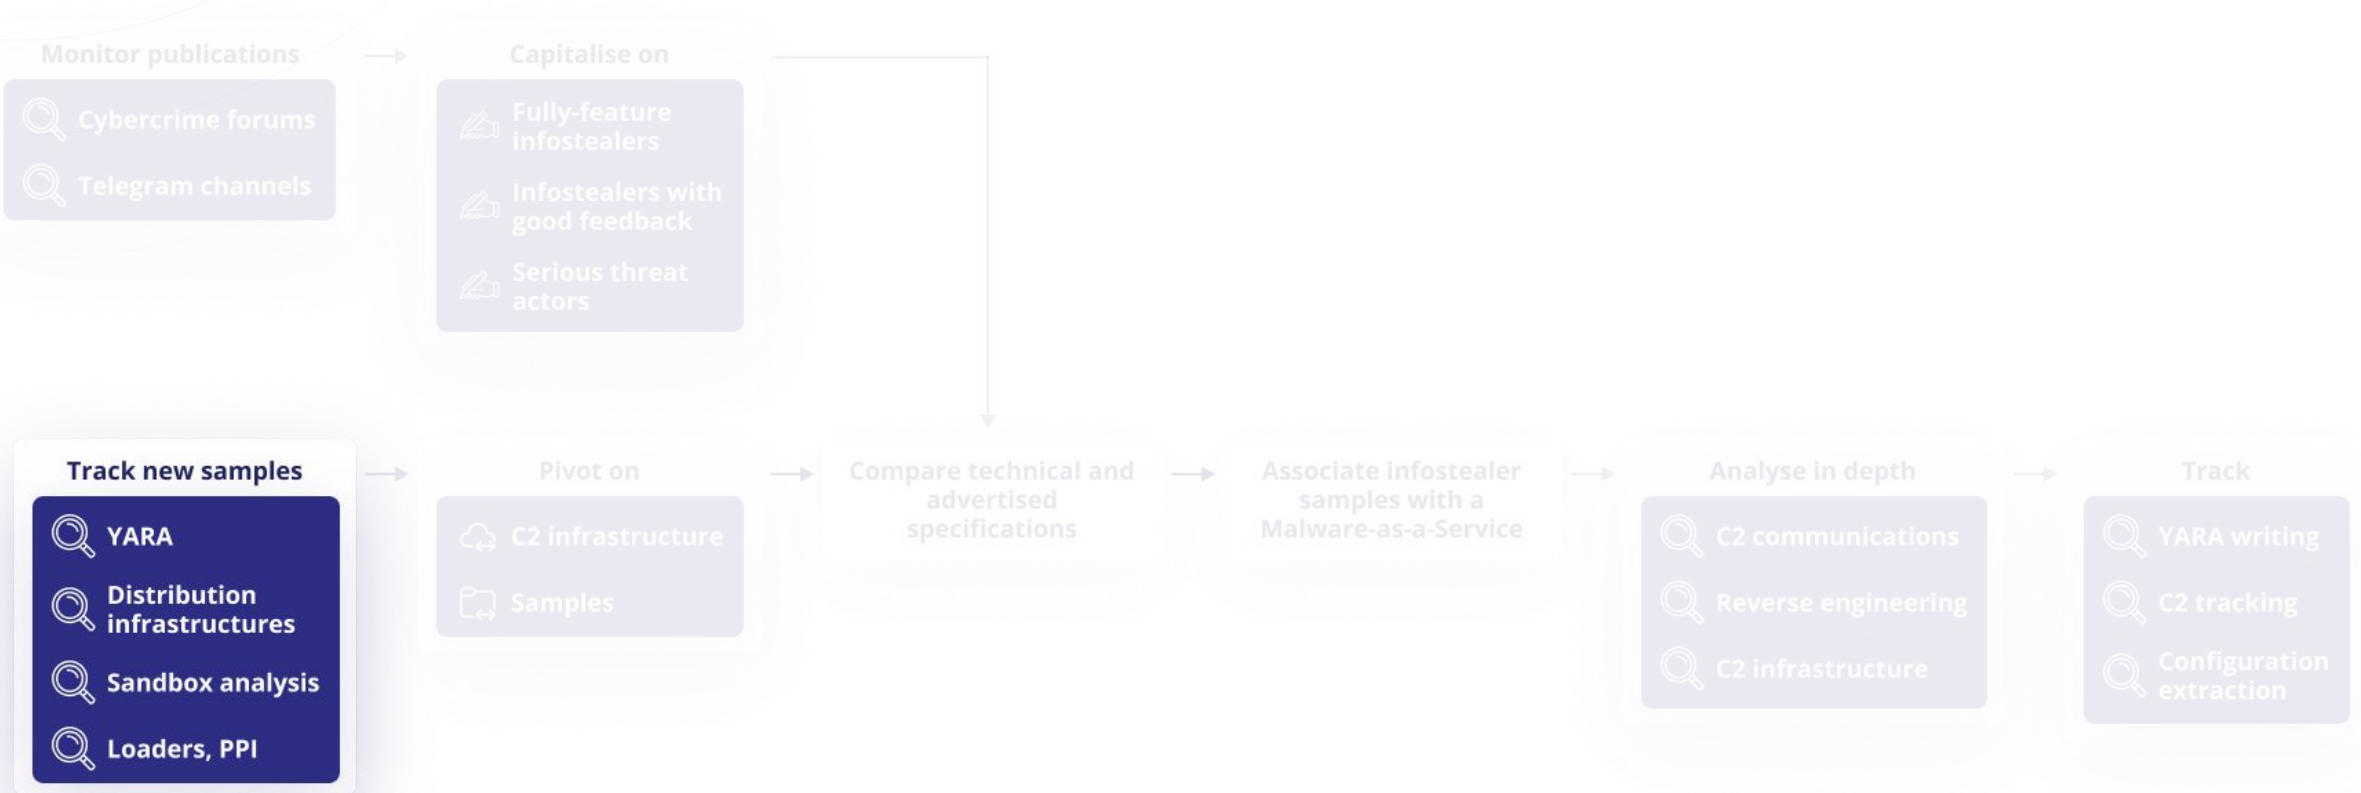 Monitor publications
Cybercrime forums
Telegram channels
Capitalise on
Fully-feature
infostealers
Infostealers with
good feedback
Serious threat
actors
Track new samples
YARA
Distribution
infrastructures
Sandbox analysis
Loaders, PPI
Pivot on
C2 infrastructure
Samples
Compare technical and
advertised
specifications
Associate infostealer
samples with a
Malware-as-a-Service
Analyse in depth
C2 communications
Reverse engineering
C2 infrastructure
Track
YARA writing
C2 tracking
Configuration
extraction